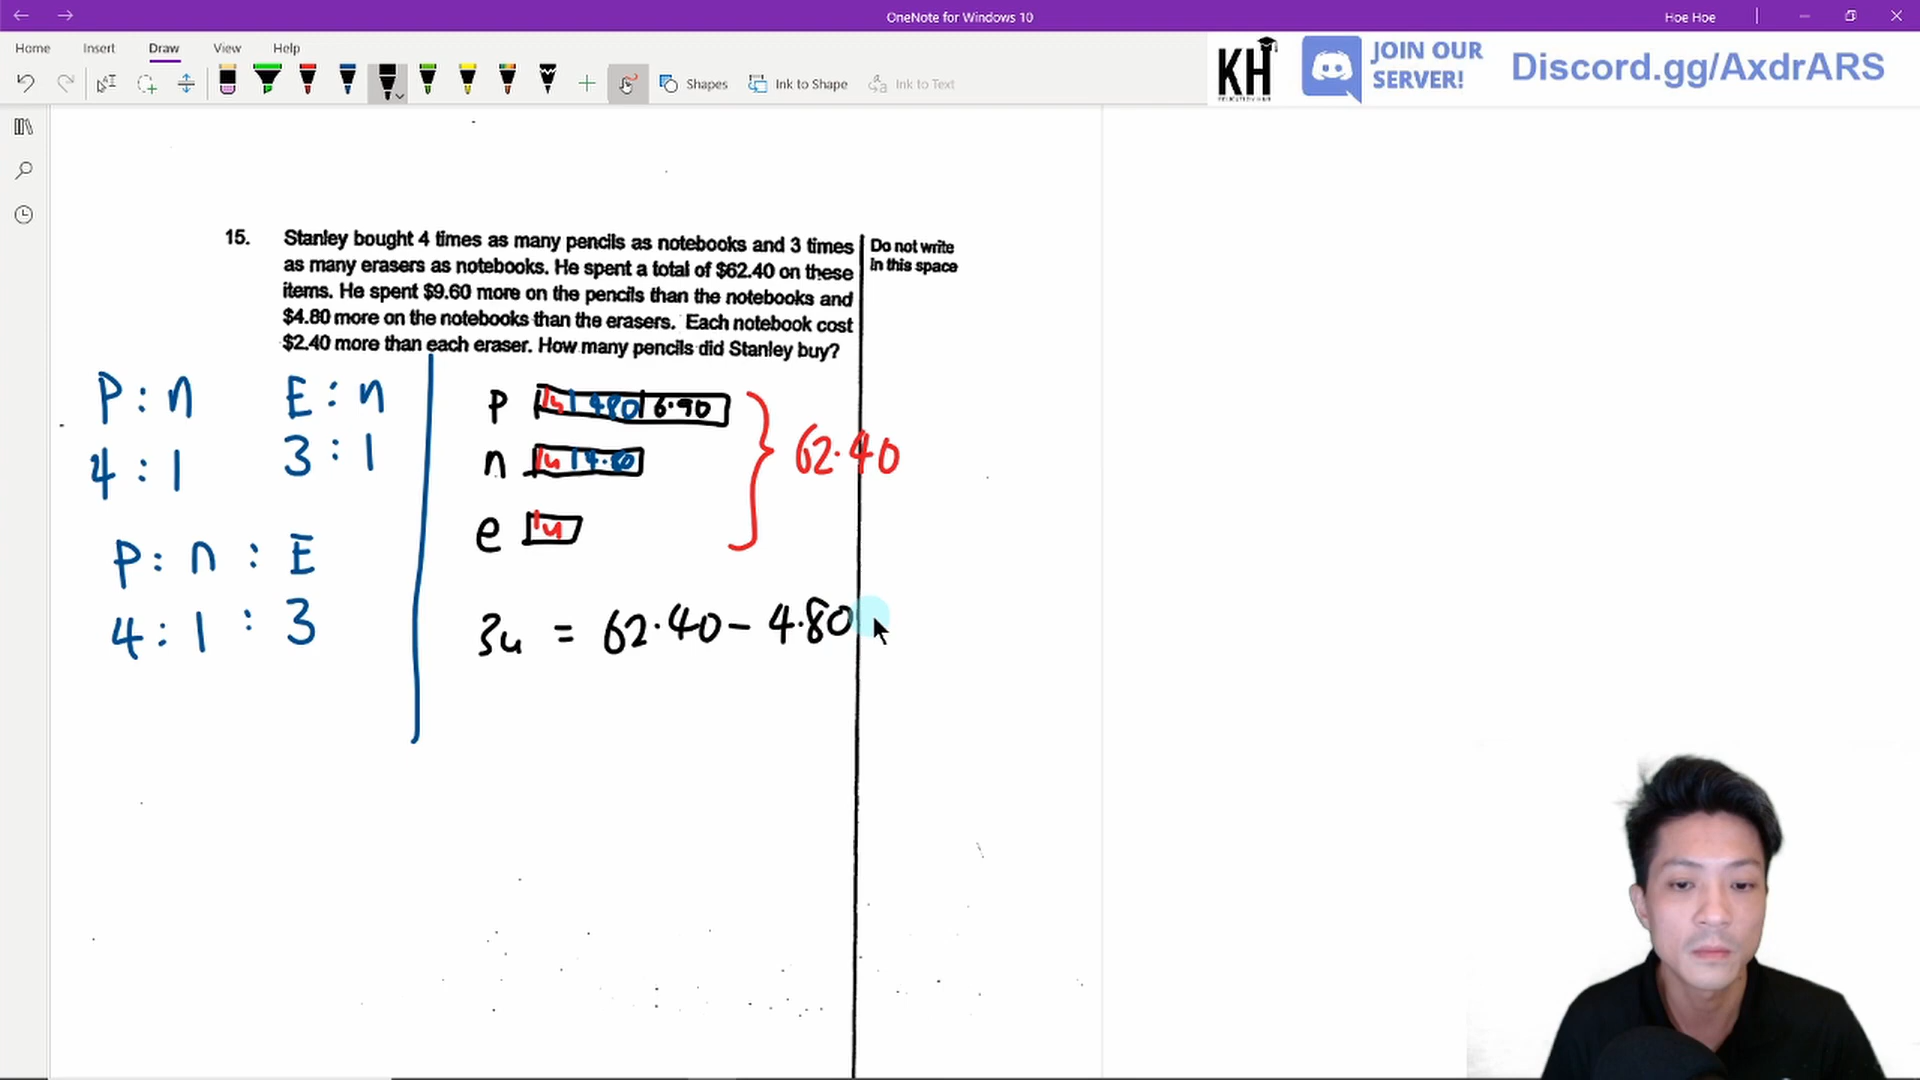 OneNote for Windows 10
Hoe Hoe
Home Insert Draw View Help
Shapes Ink to Shape Ink to Text
KH
JOIN OUR
SERVER!
Discord.gg/AxdrARS
15. Stanley bought 4 times as many pencils as notebooks and 3 times
as many erasers as notebooks. He spent a total of $62.40 on these
items. He spent $9.60 more on the pencils than the notebooks and
$4.80 more on the notebooks than the erasers. Each notebook cost
$2.40 more than each eraser. How many pencils did Stanley buy?
Do not write
in this space
P : n E : n
4 : 1 3 : 1
P : n : E
4 : 1 : 3
P 1u 4.80 6.90
n 1u 4.80
e 1u
62.40
3u = 62.40 - 4.80